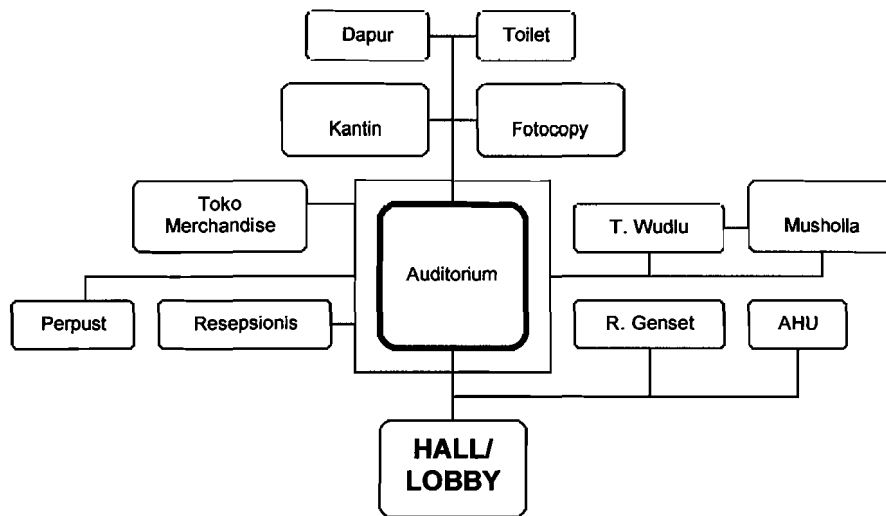 Dapur
Toilet
Kantin
Fotocopy
Toko
Merchandise
T. Wudlu
Musholla
Auditorium
Perpust
Resepsionis
R. Genset
AHU
HALL/
LOBBY